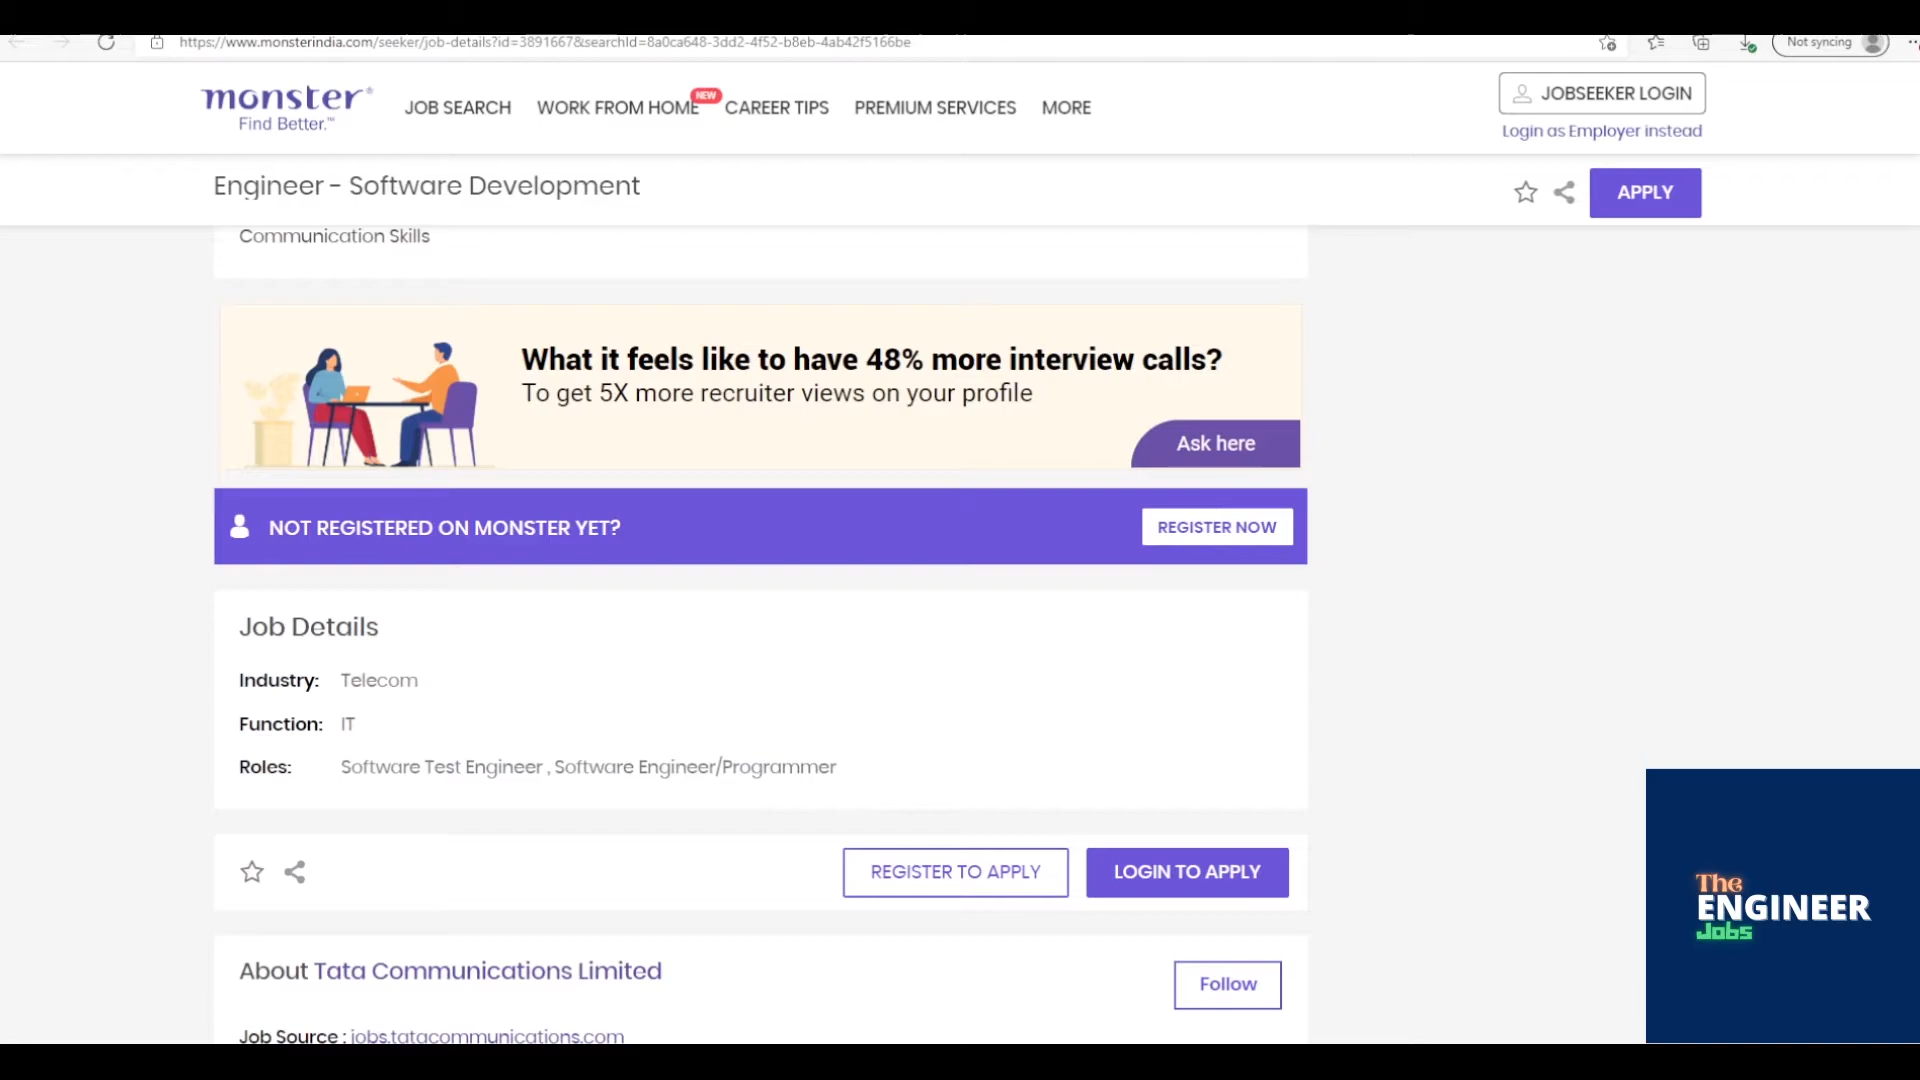 https://www.monsterindia.com/seeker/job-details?id=3891667&searchId=8a0ca648-3dd2-4f52-b8eb-4ab42f5166be
Not syncing
monster®
Find Better.™
JOB SEARCH
WORK FROM HOME
NEW
CAREER TIPS
PREMIUM SERVICES
MORE
JOBSEEKER LOGIN
Login as Employer instead
Engineer - Software Development
APPLY
Communication Skills
What it feels like to have 48% more interview calls?
To get 5X more recruiter views on your profile
Ask here
NOT REGISTERED ON MONSTER YET?
REGISTER NOW
Job Details
Industry: Telecom
Function: IT
Roles: Software Test Engineer , Software Engineer/Programmer
REGISTER TO APPLY
LOGIN TO APPLY
About Tata Communications Limited
Follow
Job Source : jobs.tatacommunications.com
The
ENGINEER
Jobs